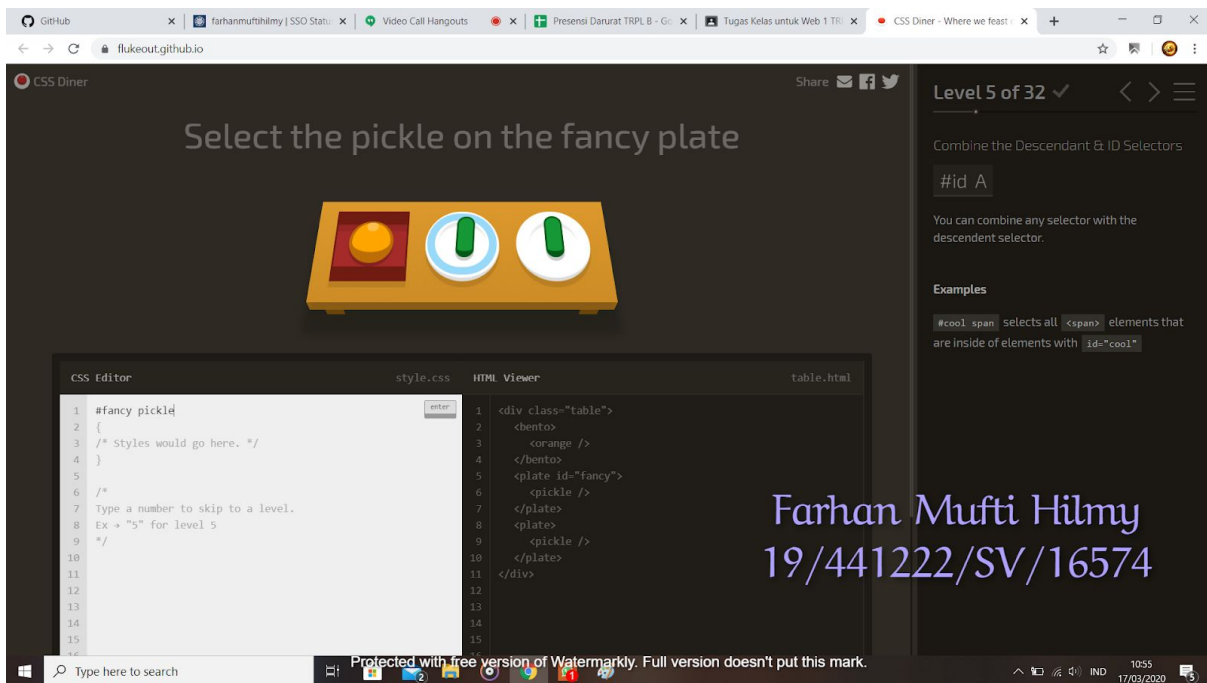 GitHub
farhanmuftihilmy | SSO Statu
Video Call Hangouts
Presensi Darurat TRPL B - Go
Tugas Kelas untuk Web 1 TR
CSS Diner - Where we feast
flukeout.github.io
CSS Diner
Share
Select the pickle on the fancy plate
CSS Editor style.css
1 #fancy pickle
enter
2 {
3 /* Styles would go here. */
4 }
5
6 /*
7 Type a number to skip to a level.
8 Ex → "5" for level 5
9 */
10
11
12
13
14
15
HTML Viewer table.html
1 <div class="table">
2 <bento>
3 <orange />
4 </bento>
5 <plate id="fancy">
6 <pickle />
7 </plate>
8 <plate>
9 <pickle />
10 </plate>
11 </div>
12
13
14
15
Level 5 of 32
Combine the Descendant & ID Selectors
#id A
You can combine any selector with the
descendent selector.
Examples
#cool span selects all <span> elements that
are inside of elements with id="cool"
Farhan Mufti Hilmy
19/441222/SV/16574
Protected with free version of Watermarkly. Full version doesn't put this mark.
Type here to search
2
1
IND
10:55
17/03/2020
5